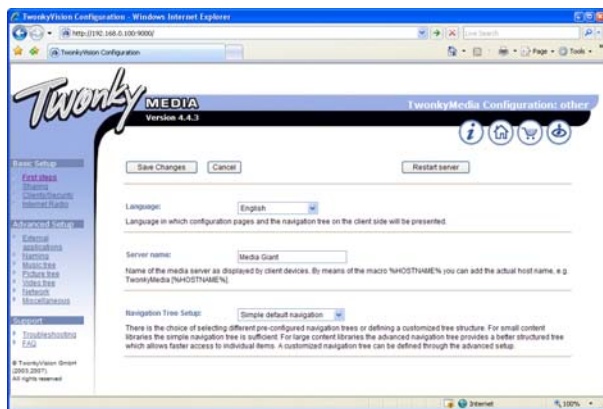 TwonkyVision Configuration - Windows Internet Explorer
http://192.168.0.100:9000/
Live Search
TwonkyVision Configuration
Page
Tools
Twonky
MEDIA
Version 4.4.3
TwonkyMedia Configuration: other
Basic Setup
First steps
Sharing
Clients/Security
Internet Radio
Advanced Setup
External
applications
Naming
Music tree
Picture tree
Video tree
Network
Miscellaneous
Support
Troubleshooting
FAQ
© TwonkyVision GmbH
(2003,2007)
All rights reserved
Save Changes
Cancel
Restart server
Language:
English
Language in which configuration pages and the navigation tree on the client side will be presented.
Server name:
Media Giant
Name of the media server as displayed by client devices. By means of the macro %HOSTNAME% you can add the actual host name, e.g.
TwonkyMedia [%HOSTNAME%].
Navigation Tree Setup:
Simple default navigation
There is the choice of selecting different pre-configured navigation trees or defining a customized tree structure. For small content
libraries the simple navigation tree is sufficient. For large content libraries the advanced navigation tree provides a better structured tree
which allows faster access to individual items. A customized navigation tree can be defined through the advanced setup.
Internet
100%